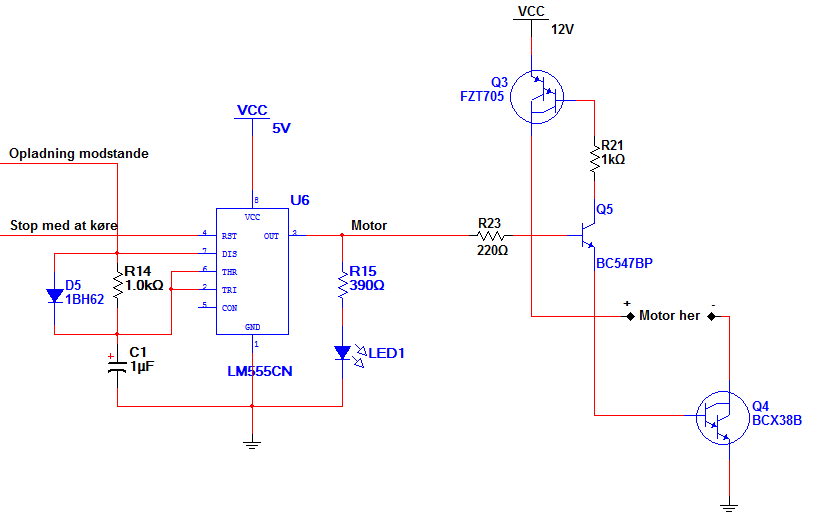 VCC
12V
Q3
FZT705
VCC
5V
R21
1kΩ
Opladning modstande
U6
8
VCC
Q5
Stop med at køre
4
RST
OUT
3
Motor
R23
220Ω
7
DIS
BC547BP
D5
1BH62
R14
1.0kΩ
6
THR
R15
390Ω
2
TRI
5
CON
+
Motor her
-
GND
1
C1
1µF
+
LED1
LM555CN
Q4
BCX38B